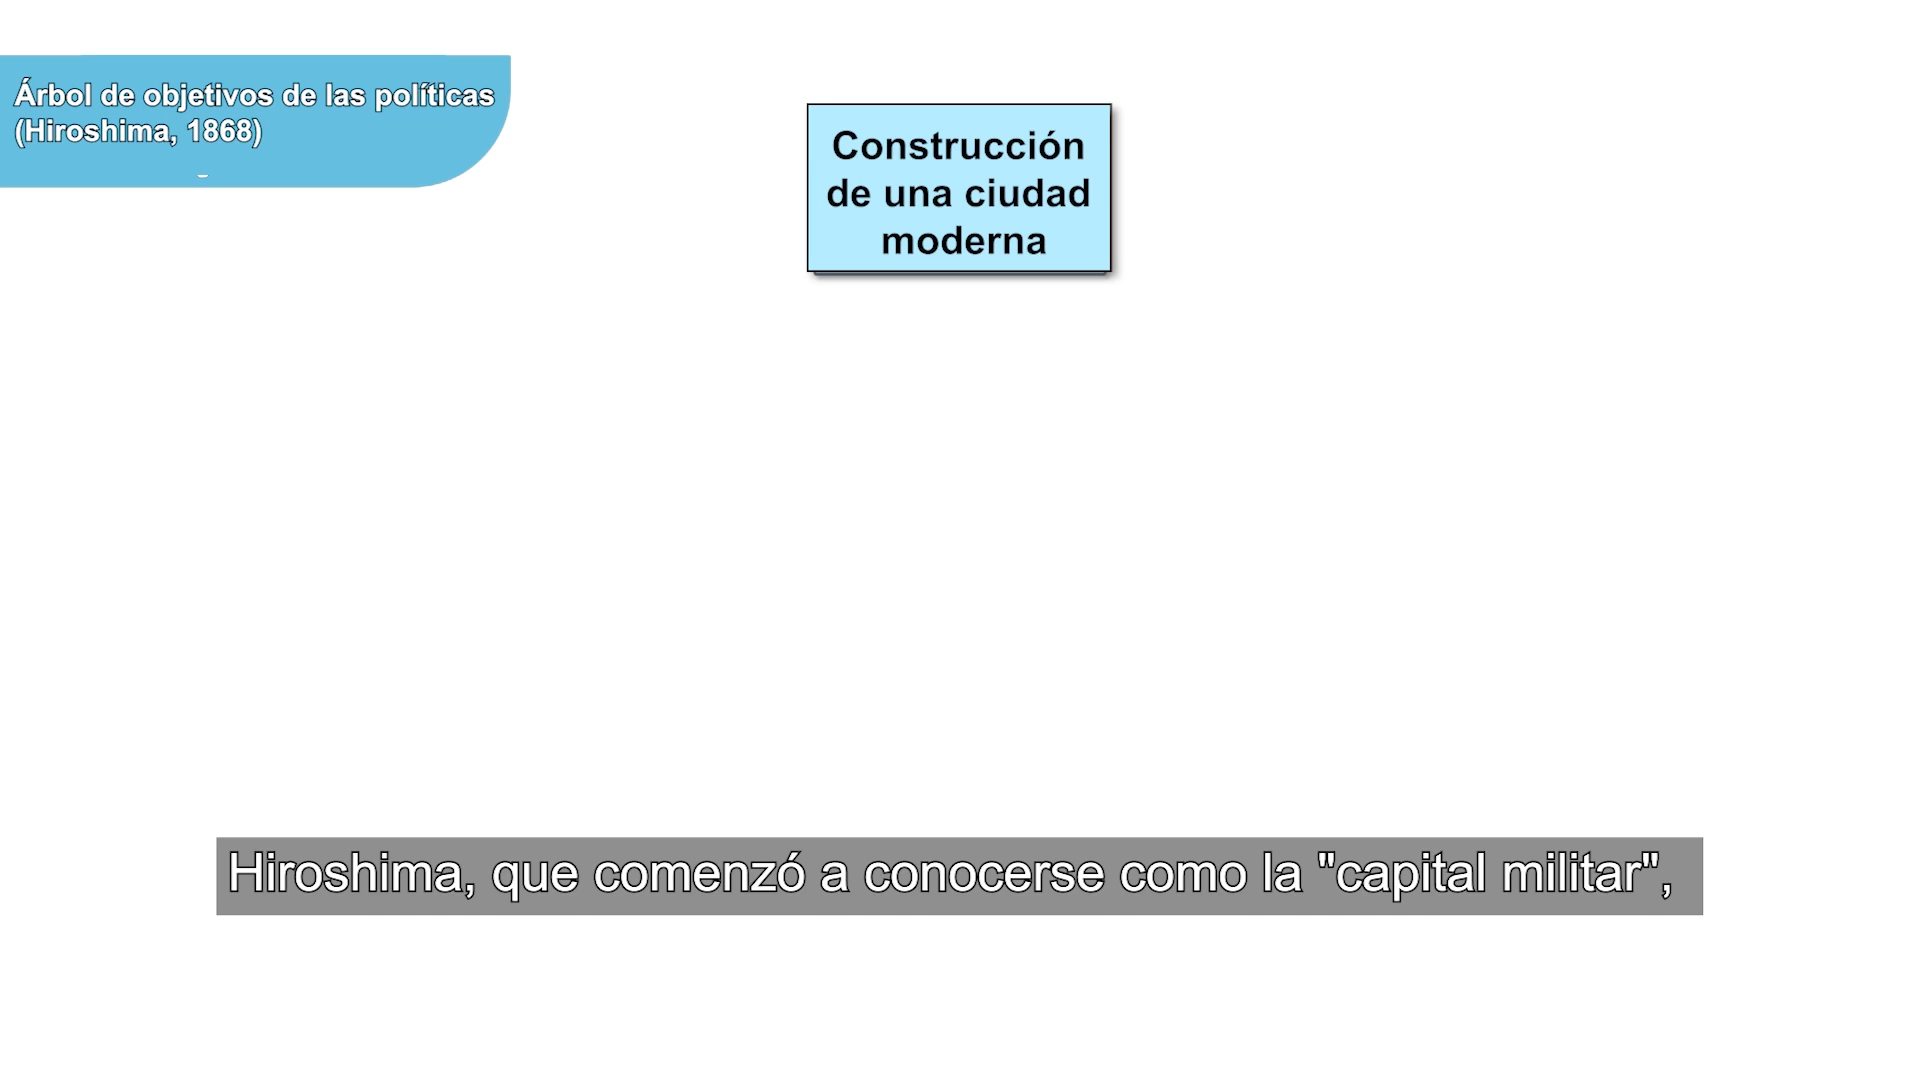 Árbol de objetivos de las políticas
(Hiroshima, 1868)
Construcción
de una ciudad
moderna
Hiroshima, que comenzó a conocerse como la "capital militar",